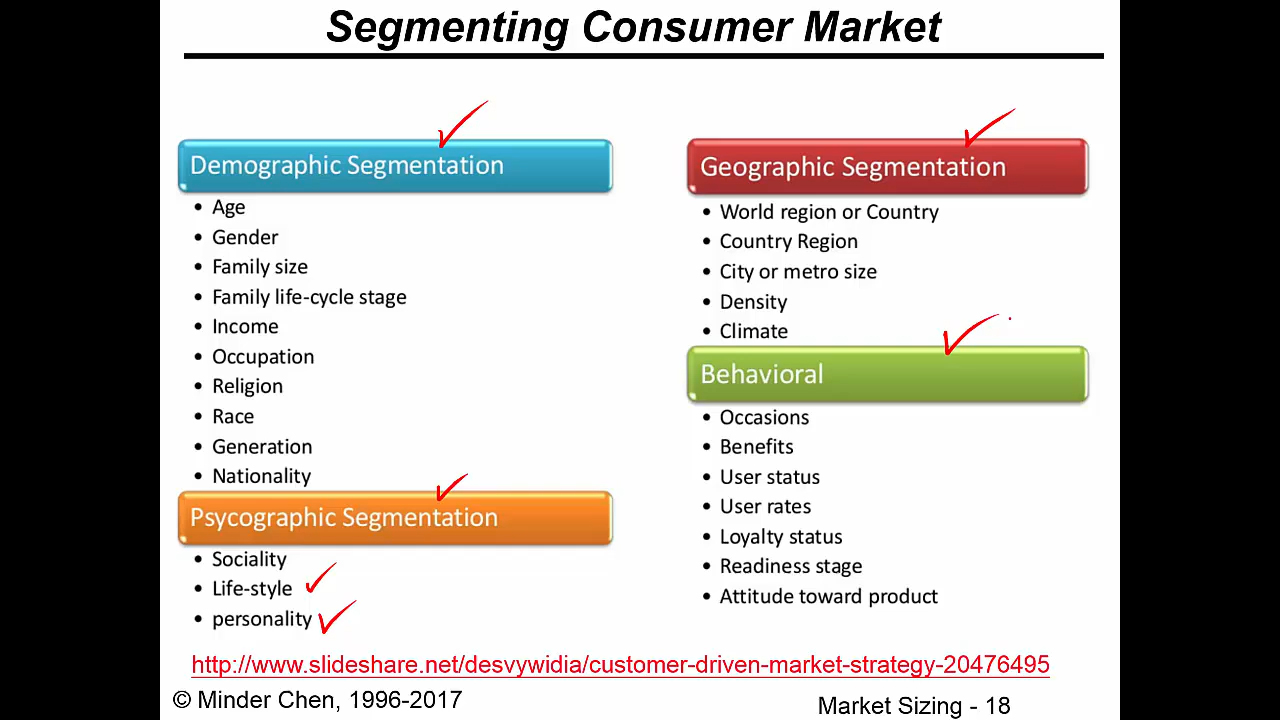 Segmenting Consumer Market
Demographic Segmentation
• Age
• Gender
• Family size
• Family life-cycle stage
• Income
• Occupation
• Religion
• Race
• Generation
• Nationality
Psycographic Segmentation
• Sociality
• Life-style
• personality
Geographic Segmentation
• World region or Country
• Country Region
• City or metro size
• Density
• Climate
Behavioral
• Occasions
• Benefits
• User status
• User rates
• Loyalty status
• Readiness stage
• Attitude toward product
http://www.slideshare.net/desvywidia/customer-driven-market-strategy-20476495
© Minder Chen, 1996-2017
Market Sizing - 18